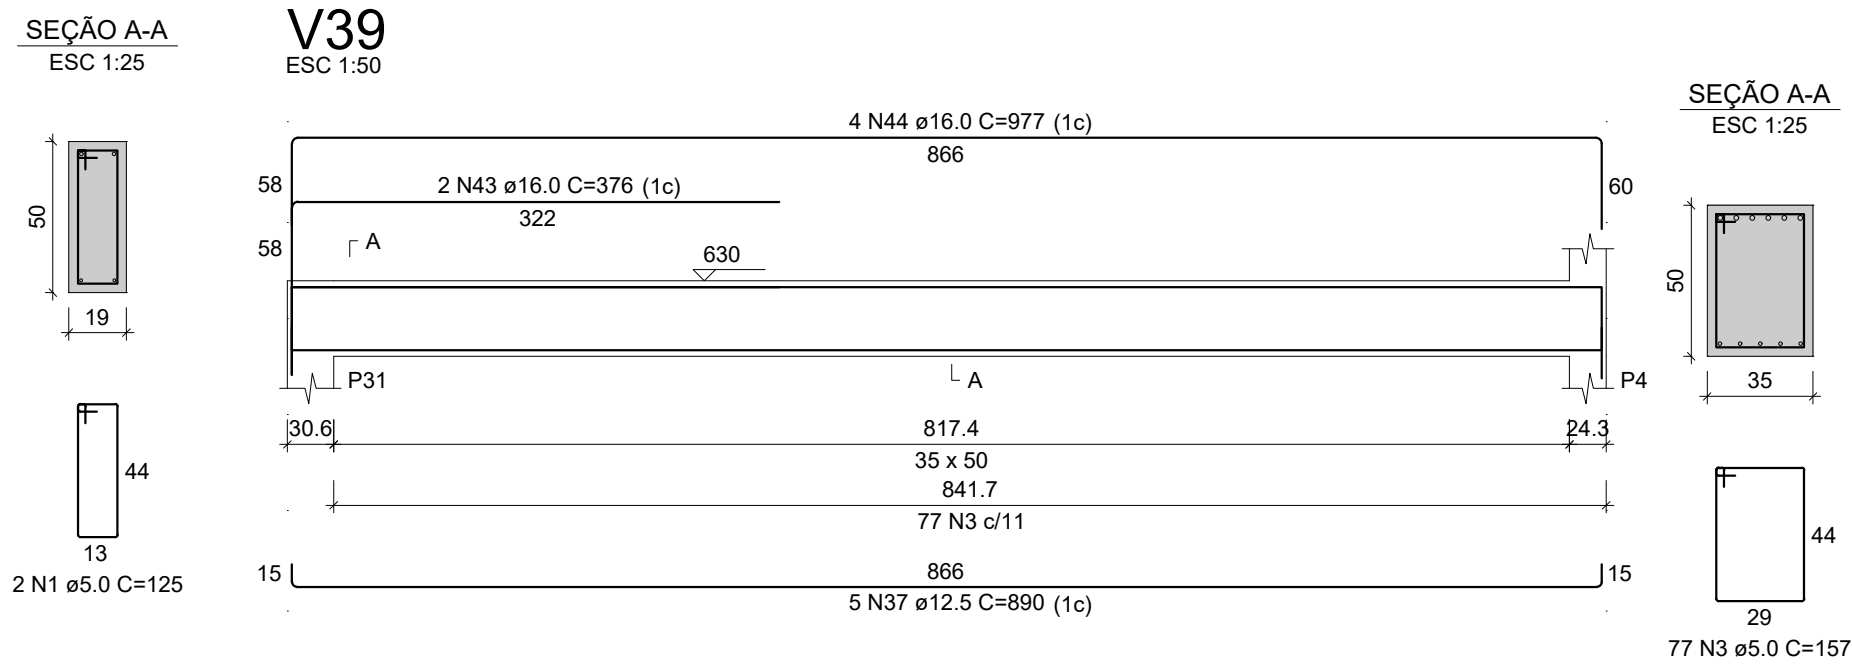 SEÇÃO A-A
ESC 1:25
50
19
44
13
2 N1 ø5.0 C=125
V39
ESC 1:50
4 N44 ø16.0 C=977 (1c)
866
58
60
2 N43 ø16.0 C=376 (1c)
322
58
A
630
P31
A
P4
30.6
817.4
24.3
35 x 50
841.7
77 N3 c/11
15
866
15
5 N37 ø12.5 C=890 (1c)
SEÇÃO A-A
ESC 1:25
50
35
44
29
77 N3 ø5.0 C=157